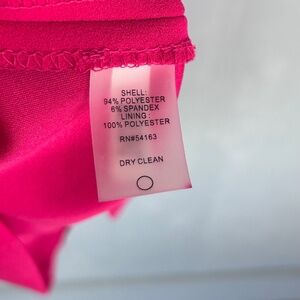 SHELL:
94% POLYESTER
6% SPANDEX
LINING :
100% POLYESTER
RN#54163
DRY CLEAN